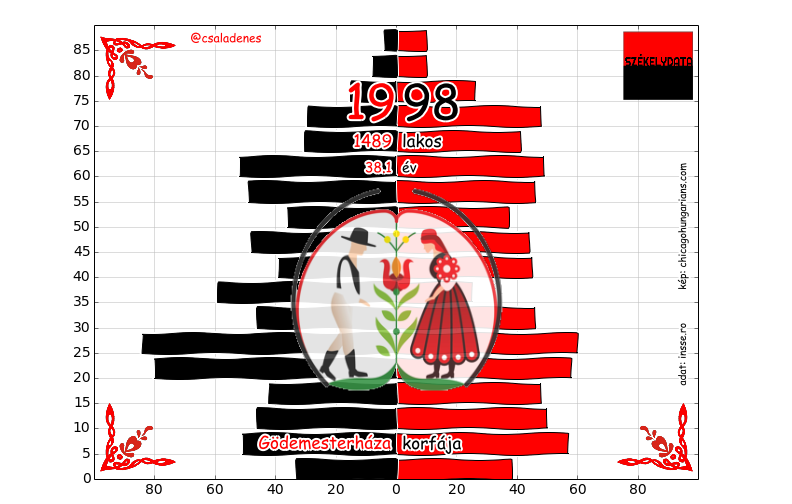 @csaladenes
SZÉKELYDATA
1998
1489 lakos
38.1 év
kép: chicagohungarians.com
adat: insse.ro
Gödemesterháza korfája
85
80
75
70
65
60
55
50
45
40
35
30
25
20
15
10
5
0
80 60 40 20 0 20 40 60 80